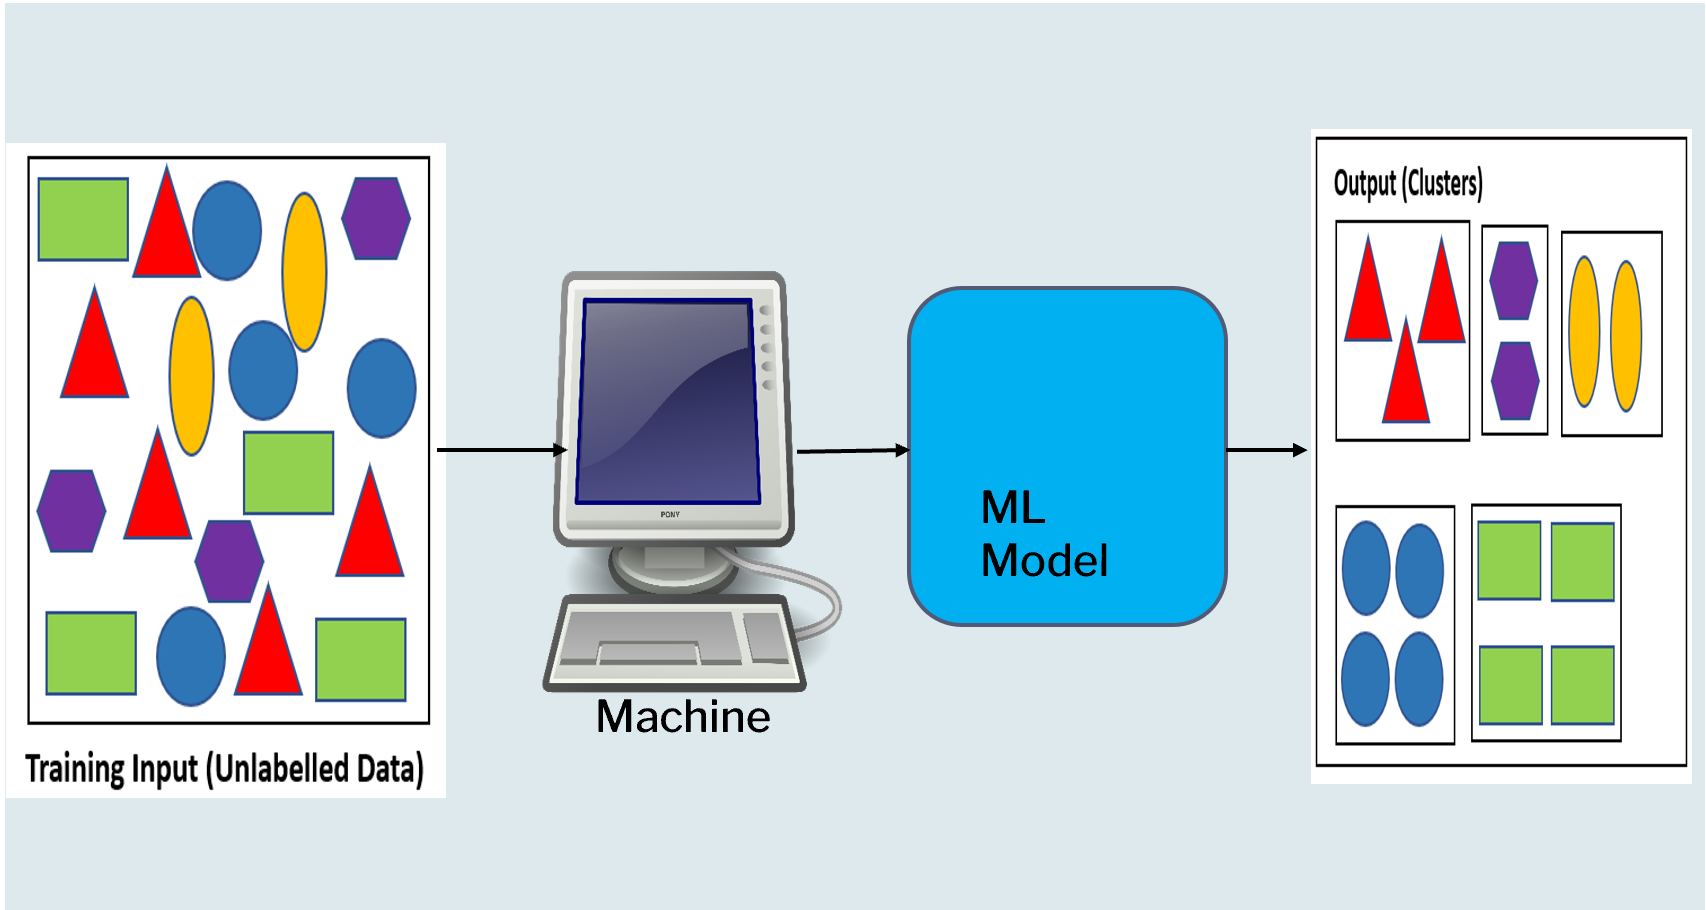 Training Input (Unlabelled Data)
PONY
Machine
ML
Model
Output (Clusters)